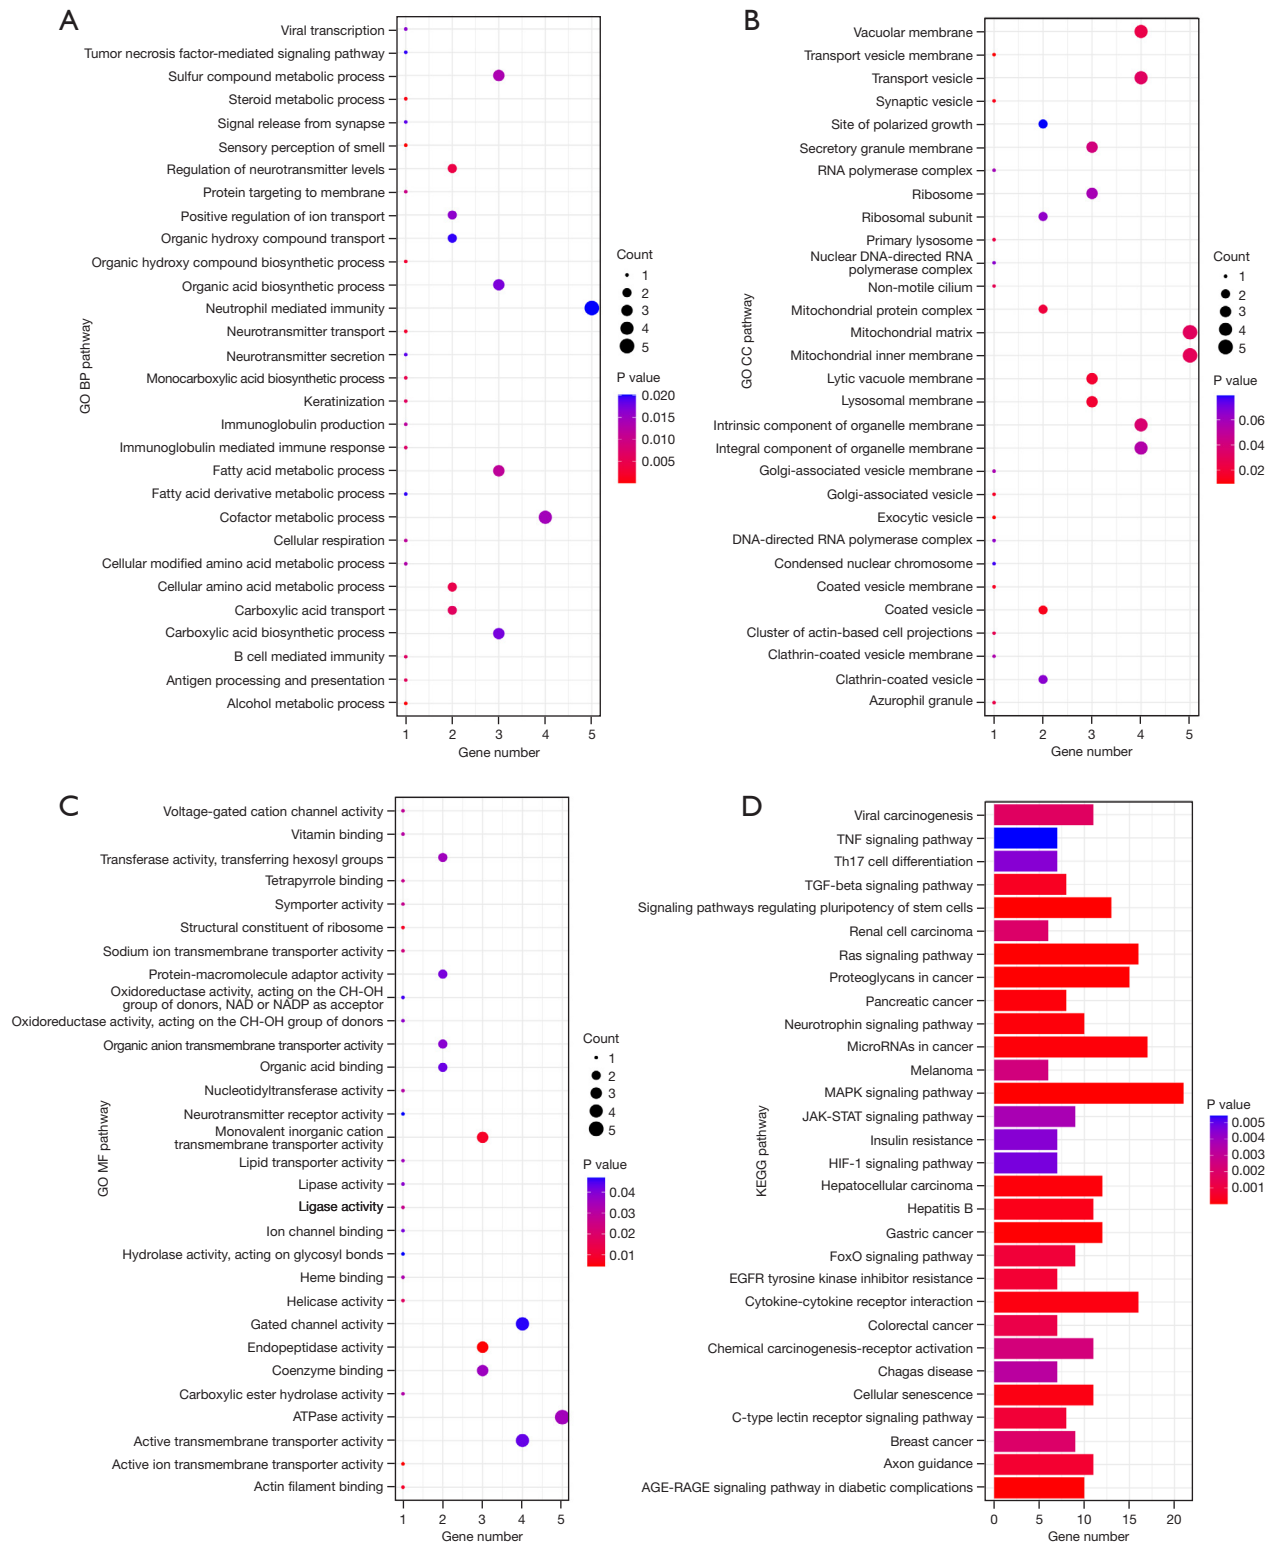 A
Viral transcription
Tumor necrosis factor-mediated signaling pathway
Sulfur compound metabolic process
Steroid metabolic process
Signal release from synapse
Sensory perception of smell
Regulation of neurotransmitter levels
Protein targeting to membrane
Positive regulation of ion transport
Organic hydroxy compound transport
Organic hydroxy compound biosynthetic process
Organic acid biosynthetic process
Neutrophil mediated immunity
Neurotransmitter transport
Neurotransmitter secretion
Monocarboxylic acid biosynthetic process
Keratinization
Immunoglobulin production
Immunoglobulin mediated immune response
Fatty acid metabolic process
Fatty acid derivative metabolic process
Cofactor metabolic process
Cellular respiration
Cellular modified amino acid metabolic process
Cellular amino acid metabolic process
Carboxylic acid transport
Carboxylic acid biosynthetic process
B cell mediated immunity
Antigen processing and presentation
Alcohol metabolic process
GO BP pathway
1 2 3 4 5
Gene number
Count
1
2
3
4
5
P value
0.020
0.015
0.010
0.005
B
Vacuolar membrane
Transport vesicle membrane
Transport vesicle
Synaptic vesicle
Site of polarized growth
Secretory granule membrane
RNA polymerase complex
Ribosome
Ribosomal subunit
Primary lysosome
Nuclear DNA-directed RNA
polymerase complex
Non-motile cilium
Mitochondrial protein complex
Mitochondrial matrix
Mitochondrial inner membrane
Lytic vacuole membrane
Lysosomal membrane
Intrinsic component of organelle membrane
Integral component of organelle membrane
Golgi-associated vesicle membrane
Golgi-associated vesicle
Exocytic vesicle
DNA-directed RNA polymerase complex
Condensed nuclear chromosome
Coated vesicle membrane
Coated vesicle
Cluster of actin-based cell projections
Clathrin-coated vesicle membrane
Clathrin-coated vesicle
Azurophil granule
GO CC pathway
1 2 3 4 5
Gene number
Count
1
2
3
4
5
P value
0.06
0.04
0.02
C
Voltage-gated cation channel activity
Vitamin binding
Transferase activity, transferring hexosyl groups
Tetrapyrrole binding
Symporter activity
Structural constituent of ribosome
Sodium ion transmembrane transporter activity
Protein-macromolecule adaptor activity
Oxidoreductase activity, acting on the CH-OH
group of donors, NAD or NADP as acceptor
Oxidoreductase activity, acting on the CH-OH group of donors
Organic anion transmembrane transporter activity
Organic acid binding
Nucleotidyltransferase activity
Neurotransmitter receptor activity
Monovalent inorganic cation
transmembrane transporter activity
Lipid transporter activity
Lipase activity
Ligase activity
Ion channel binding
Hydrolase activity, acting on glycosyl bonds
Heme binding
Helicase activity
Gated channel activity
Endopeptidase activity
Coenzyme binding
Carboxylic ester hydrolase activity
ATPase activity
Active transmembrane transporter activity
Active ion transmembrane transporter activity
Actin filament binding
GO MF pathway
1 2 3 4 5
Gene number
Count
1
2
3
4
5
P value
0.04
0.03
0.02
0.01
D
Viral carcinogenesis
TNF signaling pathway
Th17 cell differentiation
TGF-beta signaling pathway
Signaling pathways regulating pluripotency of stem cells
Renal cell carcinoma
Ras signaling pathway
Proteoglycans in cancer
Pancreatic cancer
Neurotrophin signaling pathway
MicroRNAs in cancer
Melanoma
MAPK signaling pathway
JAK-STAT signaling pathway
Insulin resistance
HIF-1 signaling pathway
Hepatocellular carcinoma
Hepatitis B
Gastric cancer
FoxO signaling pathway
EGFR tyrosine kinase inhibitor resistance
Cytokine-cytokine receptor interaction
Colorectal cancer
Chemical carcinogenesis-receptor activation
Chagas disease
Cellular senescence
C-type lectin receptor signaling pathway
Breast cancer
Axon guidance
AGE-RAGE signaling pathway in diabetic complications
KEGG pathway
0 5 10 15 20
Gene number
P value
0.005
0.004
0.003
0.002
0.001